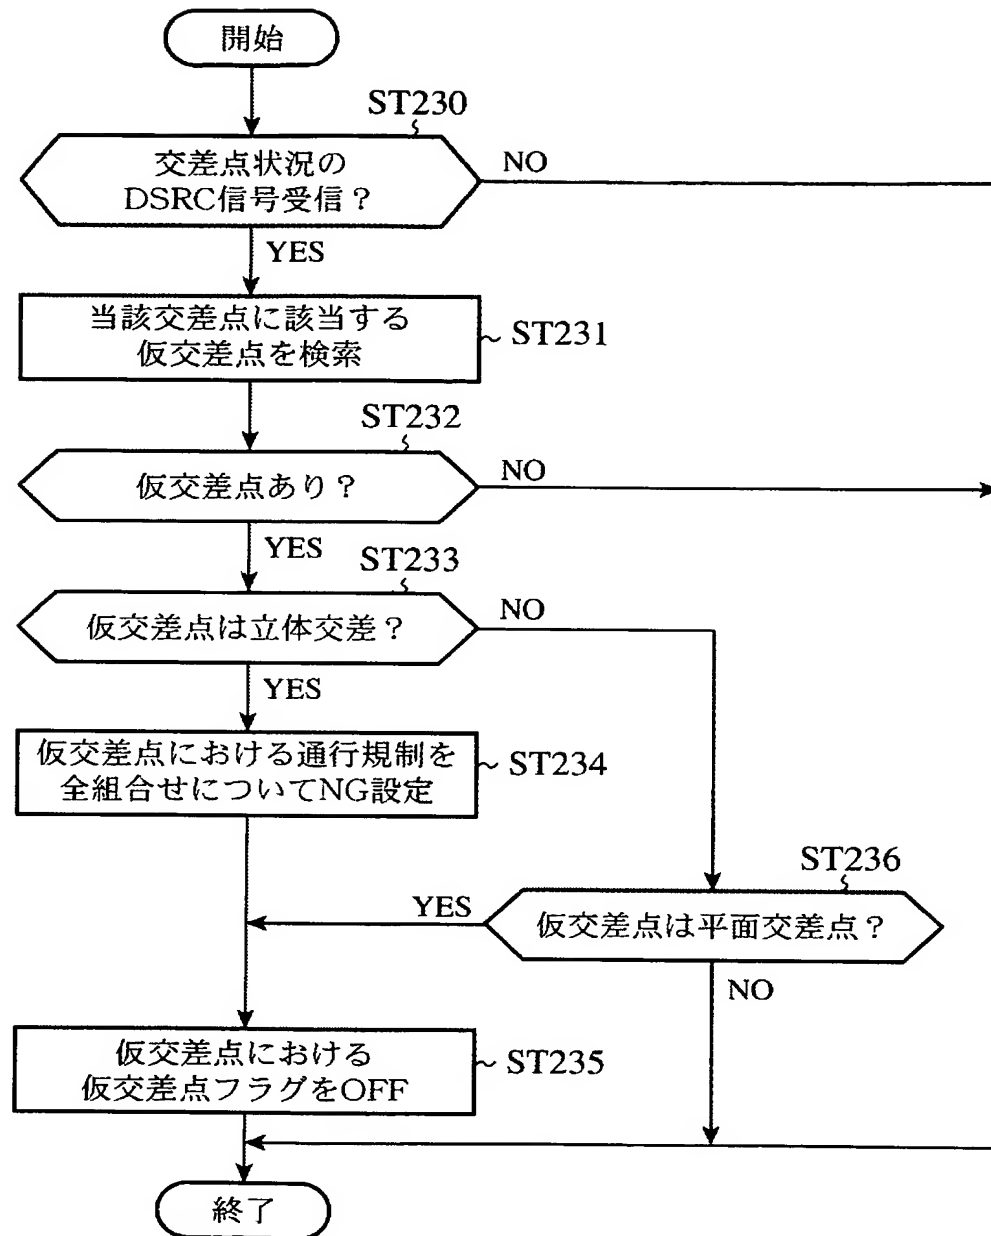 開始
ST230
交差点状況の
DSRC信号受信？
NO
YES
当該交差点に該当する
仮交差点を検索
ST231
ST232
仮交差点あり？
NO
YES
ST233
仮交差点は立体交差？
NO
YES
仮交差点における通行規制を
全組合せについてNG設定
ST234
ST236
仮交差点は平面交差点？
YES
NO
仮交差点における
仮交差点フラグをOFF
ST235
終了